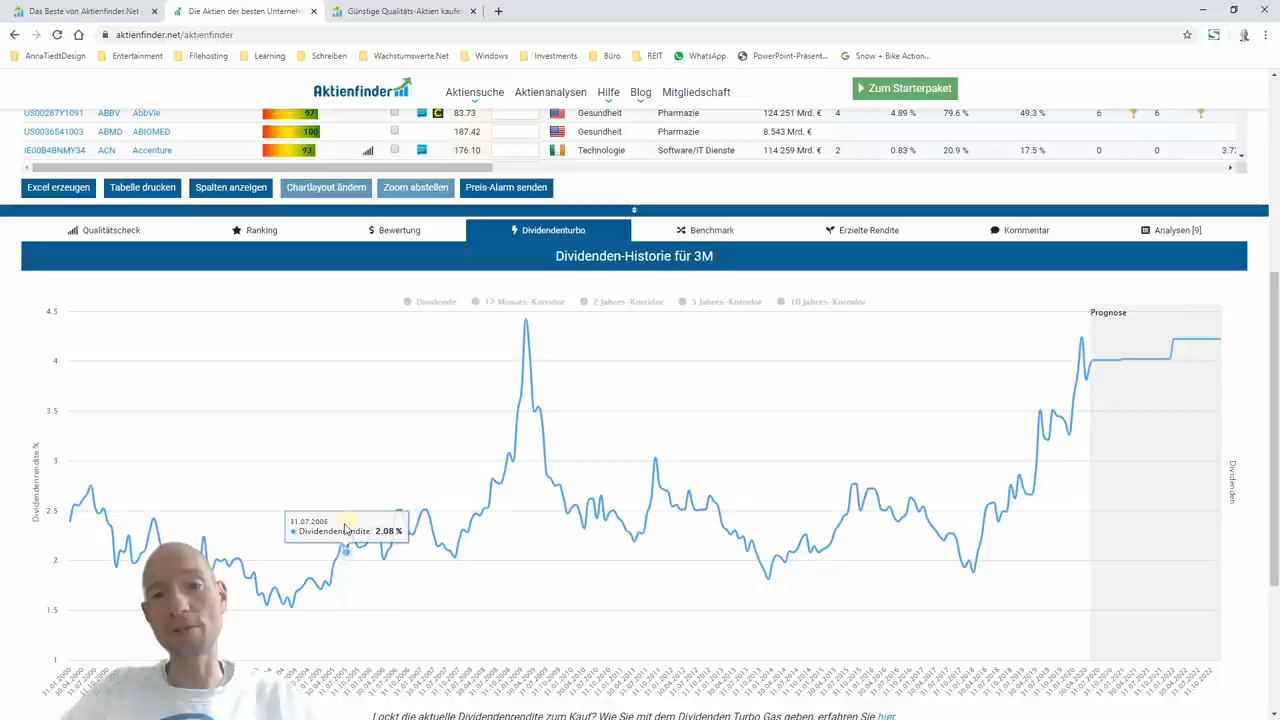 Das Beste von Aktienfinder.Net
Die Aktien der besten Unterneh
Günstige Qualitäts-Aktien kaufe
aktienfinder.net/aktienfinder
AnnaTiedtDesign Entertainment Filehosting Learning Schreiben Wachstumswerte.Net Windows Investments Büro REIT WhatsApp PowerPoint-Präsent... Snow + Bike Action...
Aktienfinder
Aktiensuche Aktienanalysen Hilfe Blog Mitgliedschaft
Zum Starterpaket
US00287Y1091 ABBV AbbVie 97 C 83.73 Gesundheit Pharmazie 124.251 Mrd. € 4 4.89 % 79.6 % 49.3 % 6 6
US0036541003 ABMD ABIOMED 100 187.42 Gesundheit Pharmazie 8.543 Mrd. €
IE00B4BNMY34 ACN Accenture 93 176.10 Technologie Software/IT Dienste 114.259 Mrd. € 2 0.83 % 20.9 % 17.5 % 0 0 3.73
Excel erzeugen Tabelle drucken Spalten anzeigen Chartlayout ändern Zoom abstellen Preis-Alarm senden
Qualitätscheck Ranking Bewertung Dividendenturbo Benchmark Erzielte Rendite Kommentar Analysen [9]
Dividenden-Historie für 3M
Dividende 12 Monats-Korridor 2 Jahres-Korridor 5 Jahres-Korridor 10 Jahres-Korridor
Prognose
4.5
4
3.5
3
2.5
2
1.5
1
Dividendenrendite %
Dividenden
31.07.2005
Dividendenrendite: 2.08 %
Lockt die aktuelle Dividendenrendite zum Kauf? Wie Sie mit dem Dividenden Turbo Gas geben, erfahren Sie hier.